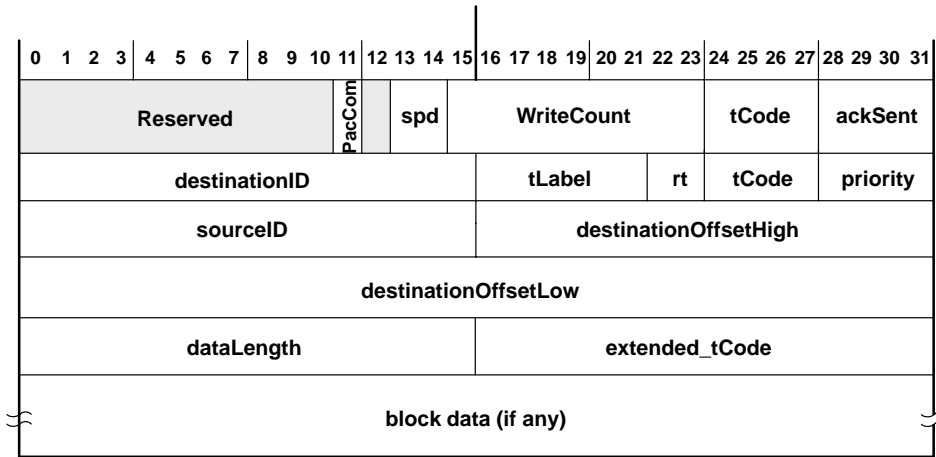 0 1 2 3 4 5 6 7 8 9 10 11 12 13 14 15 16 17 18 19 20 21 22 23 24 25 26 27 28 29 30 31
Reserved PacCom spd WriteCount tCode ackSent
destinationID tLabel rt tCode priority
sourceID destinationOffsetHigh
destinationOffsetLow
dataLength extended_tCode
block data (if any)